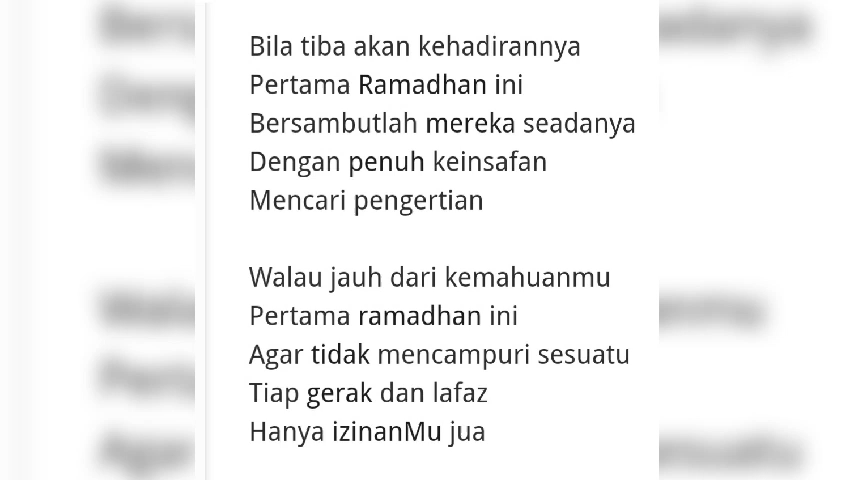 Bila tiba akan kehadirannya
Pertama Ramadhan ini
Bersambutlah mereka seadanya
Dengan penuh keinsafan
Mencari pengertian
Walau jauh dari kemahuanmu
Pertama ramadhan ini
Agar tidak mencampuri sesuatu
Tiap gerak dan lafaz
Hanya izinanMu jua